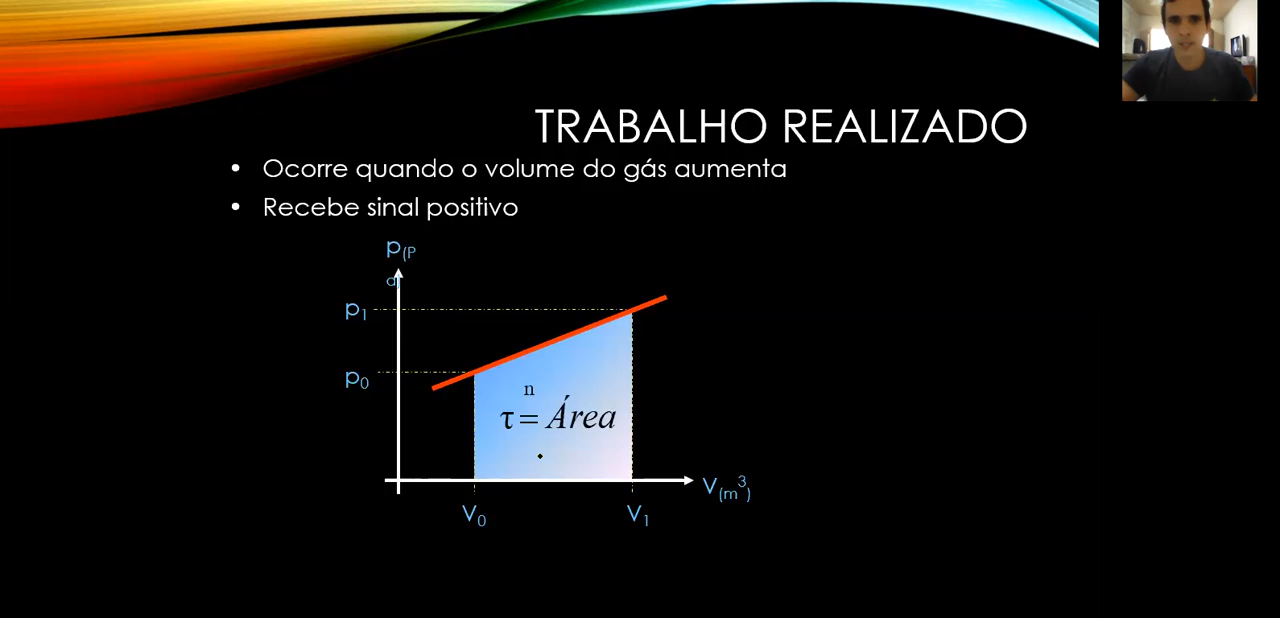 TRABALHO REALIZADO
• Ocorre quando o volume do gás aumenta
• Recebe sinal positivo
p(P
a)
p1
p0
n
τ = Área
V(m³)
V0
V1